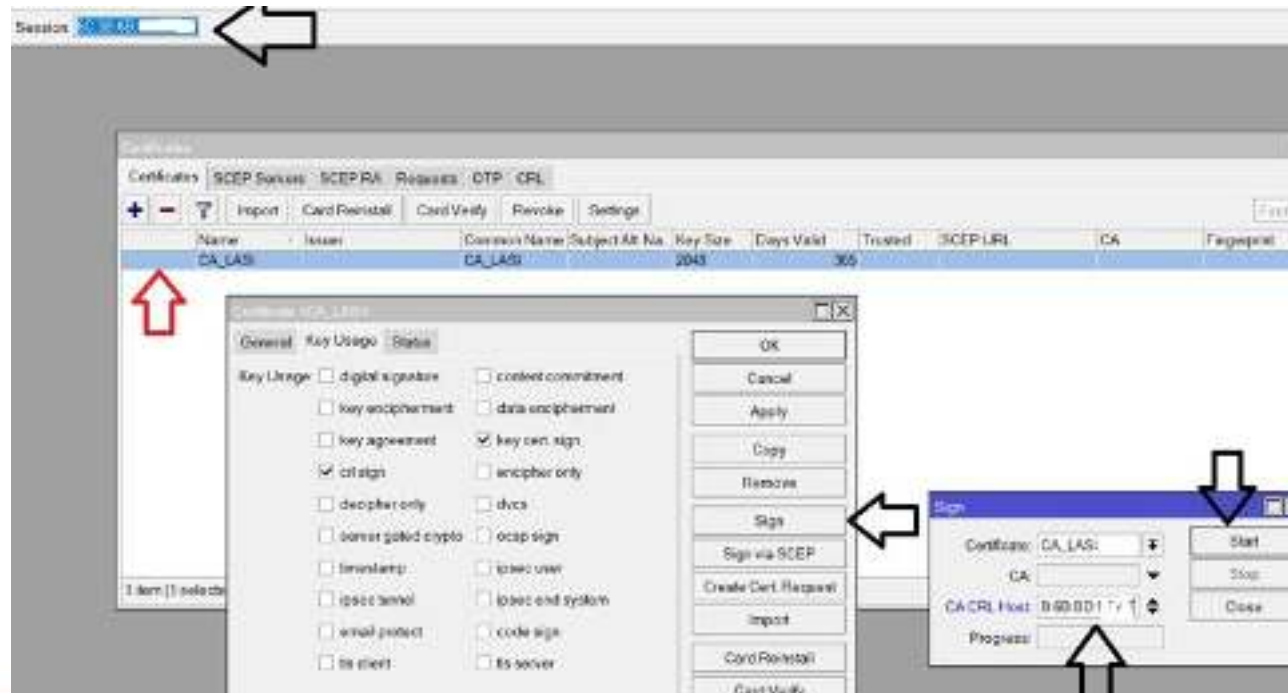 Session
Certificates
Certificates SCEP Servers SCEP RA Requests OTP CRL
+ - Import Card Reinstall Card Verify Revoke Settings Find
Name Issuer Common Name Subject Alt. Na... Key Size Days Valid Trusted SCEP URL CA Fingerprint
CA_LASI CA_LASI 2048 365
General Key Usage Status
Key Usage: digital signature content commitment
key encipherment data encipherment
key agreement key cert. sign
crl sign encipher only
decipher only dvcs
server gated crypto ocsp sign
timestamp ipsec user
ipsec tunnel ipsec end system
email protect code sign
tls client tls server
OK
Cancel
Apply
Copy
Remove
Sign
Sign via SCEP
Create Cert. Request
Import
Card Reinstall
Card Verify
1 item (1 selected
Sign
Certificate: CA_LASI
CA:
CA CRL Host:
Progress:
Start
Stop
Close